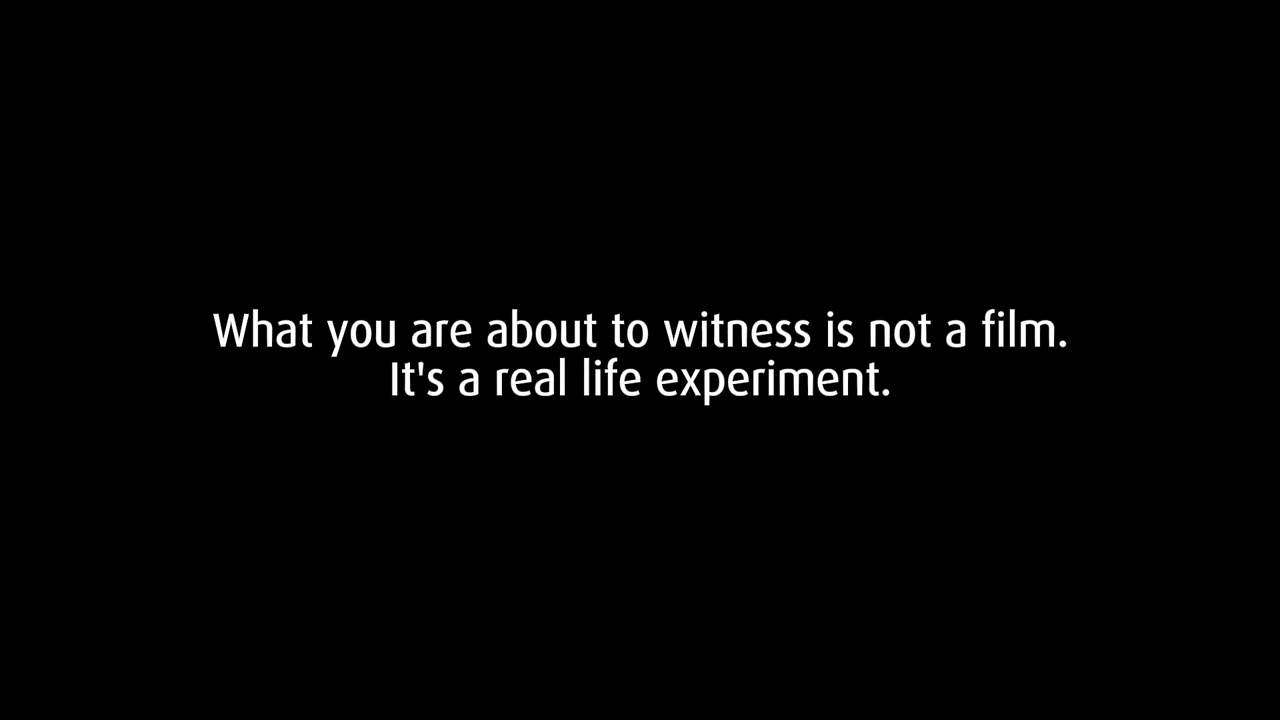 What you are about to witness is not a film.
It's a real life experiment.